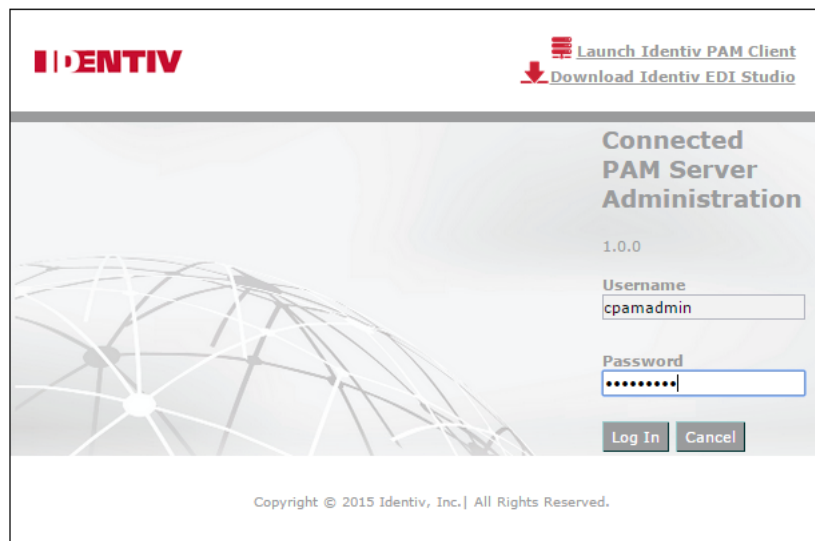 IDENTIV
Launch Identiv PAM Client
Download Identiv EDI Studio
Connected
PAM Server
Administration
1.0.0
Username
cpamadmin
Password
•••••••••
Log In
Cancel
Copyright © 2015 Identiv, Inc.| All Rights Reserved.